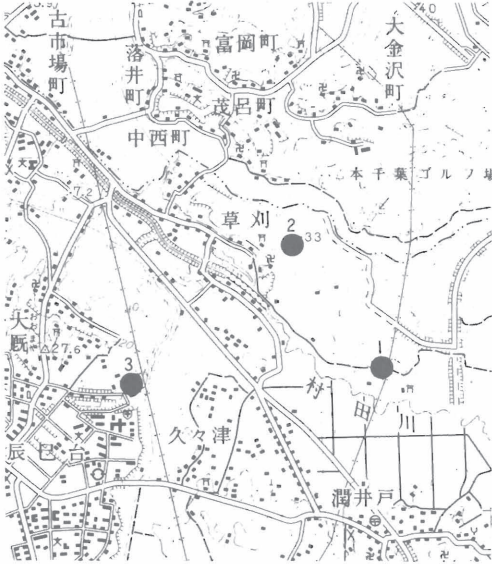 古市場町
落井町
富岡町
大金沢町
茂呂町
中西町
本千葉ゴルフ場
7.2
草刈
2
33
大厩
27.6
3
1
村田川
久々津
辰巳台
潤井戸